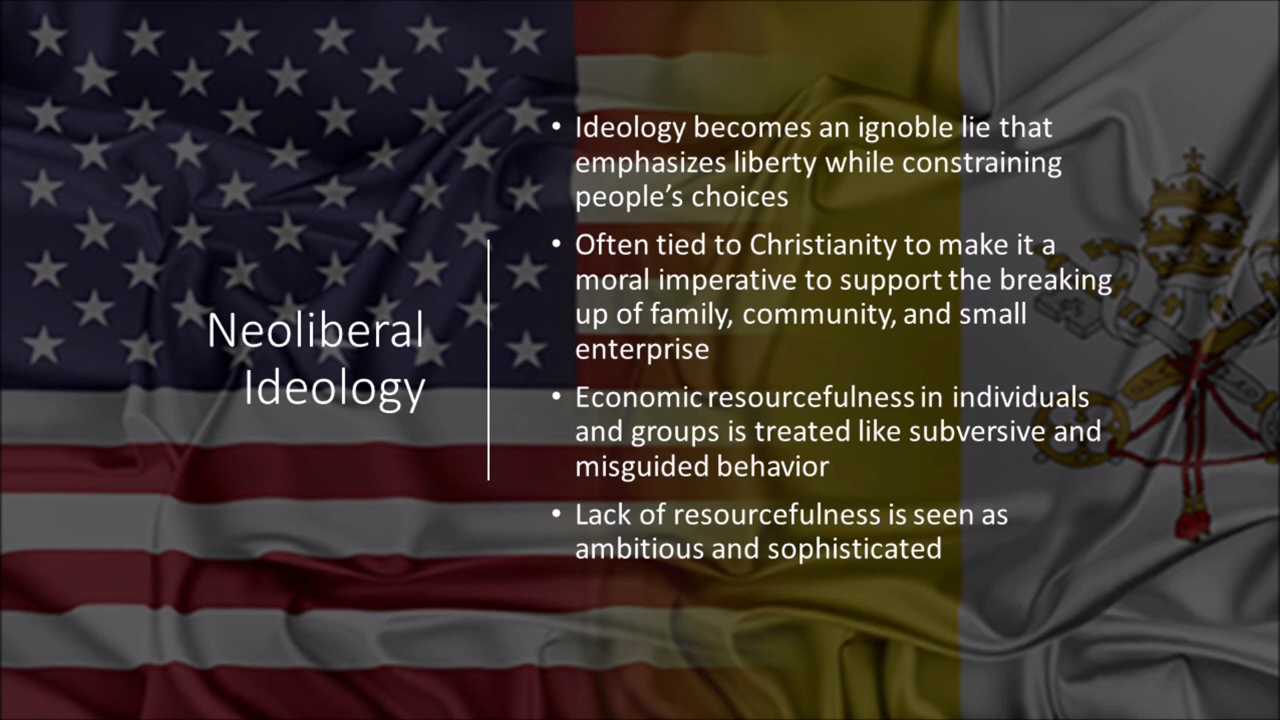 Neoliberal
Ideology
• Ideology becomes an ignoble lie that
emphasizes liberty while constraining
people’s choices
• Often tied to Christianity to make it a
moral imperative to support the breaking
up of family, community, and small
enterprise
• Economic resourcefulness in individuals
and groups is treated like subversive and
misguided behavior
• Lack of resourcefulness is seen as
ambitious and sophisticated